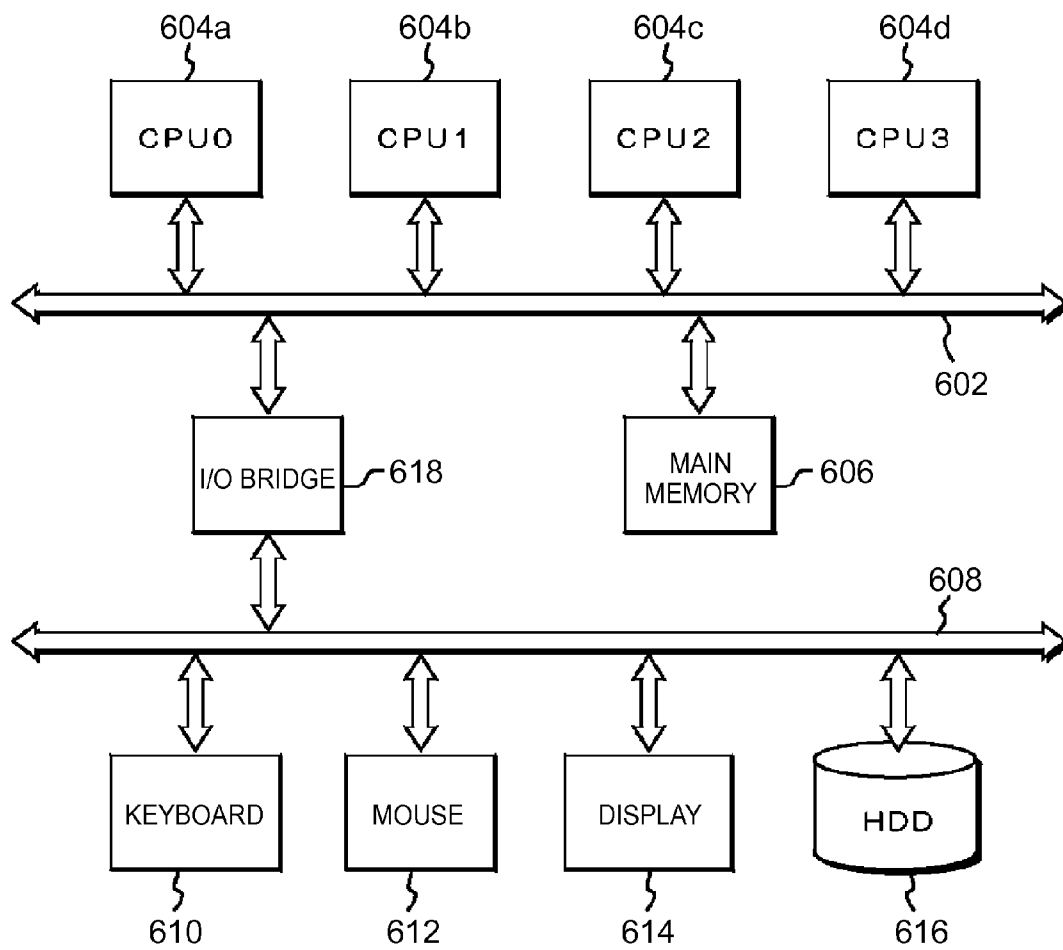 604a 604b 604c 604d
CPU0 CPU1 CPU2 CPU3
602
I/O BRIDGE 618 MAIN
MEMORY 606
608
KEYBOARD MOUSE DISPLAY HDD
610 612 614 616